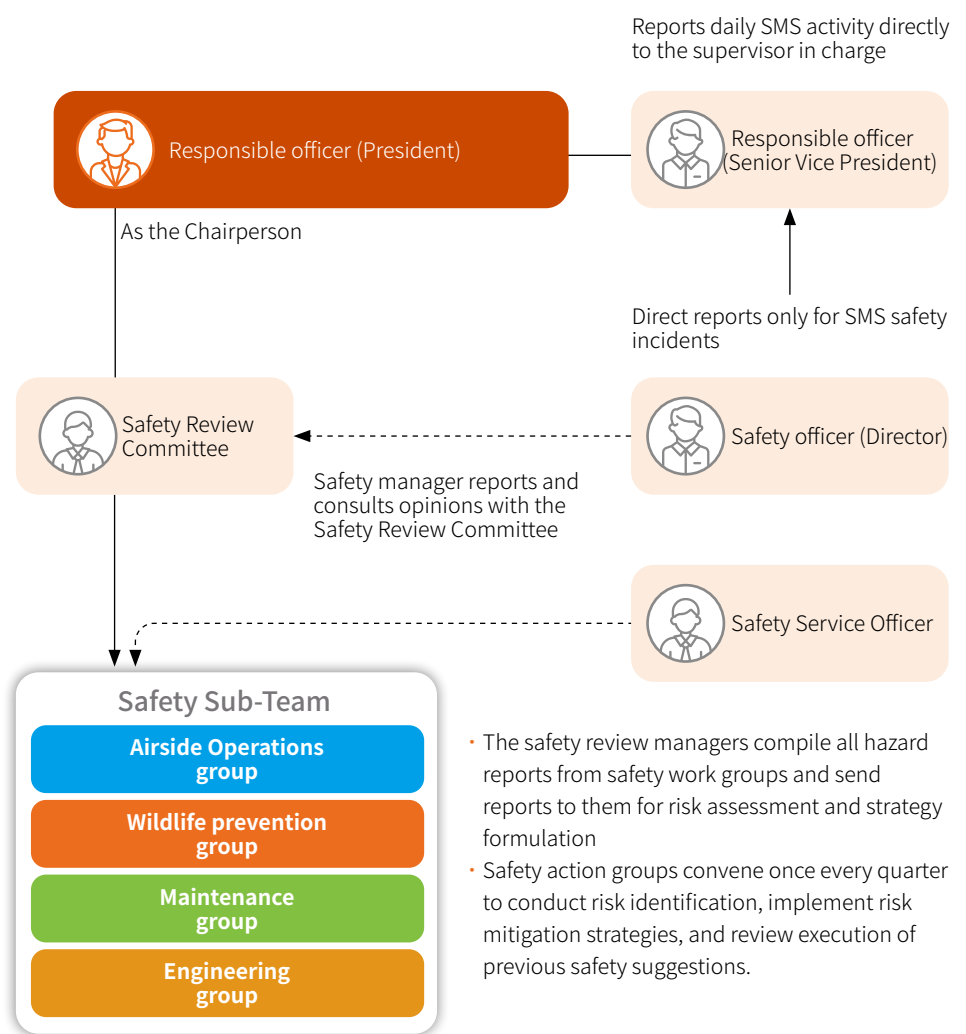 Reports daily SMS activity directly
to the supervisor in charge
Responsible officer (President)
Responsible officer
(Senior Vice President)
As the Chairperson
Direct reports only for SMS safety
incidents
Safety Review
Committee
Safety officer (Director)
Safety manager reports and
consults opinions with the
Safety Review Committee
Safety Service Officer
Safety Sub-Team
Airside Operations
group
Wildlife prevention
group
Maintenance
group
Engineering
group
・The safety review managers compile all hazard
reports from safety work groups and send
reports to them for risk assessment and strategy
formulation
・Safety action groups convene once every quarter
to conduct risk identification, implement risk
mitigation strategies, and review execution of
previous safety suggestions.